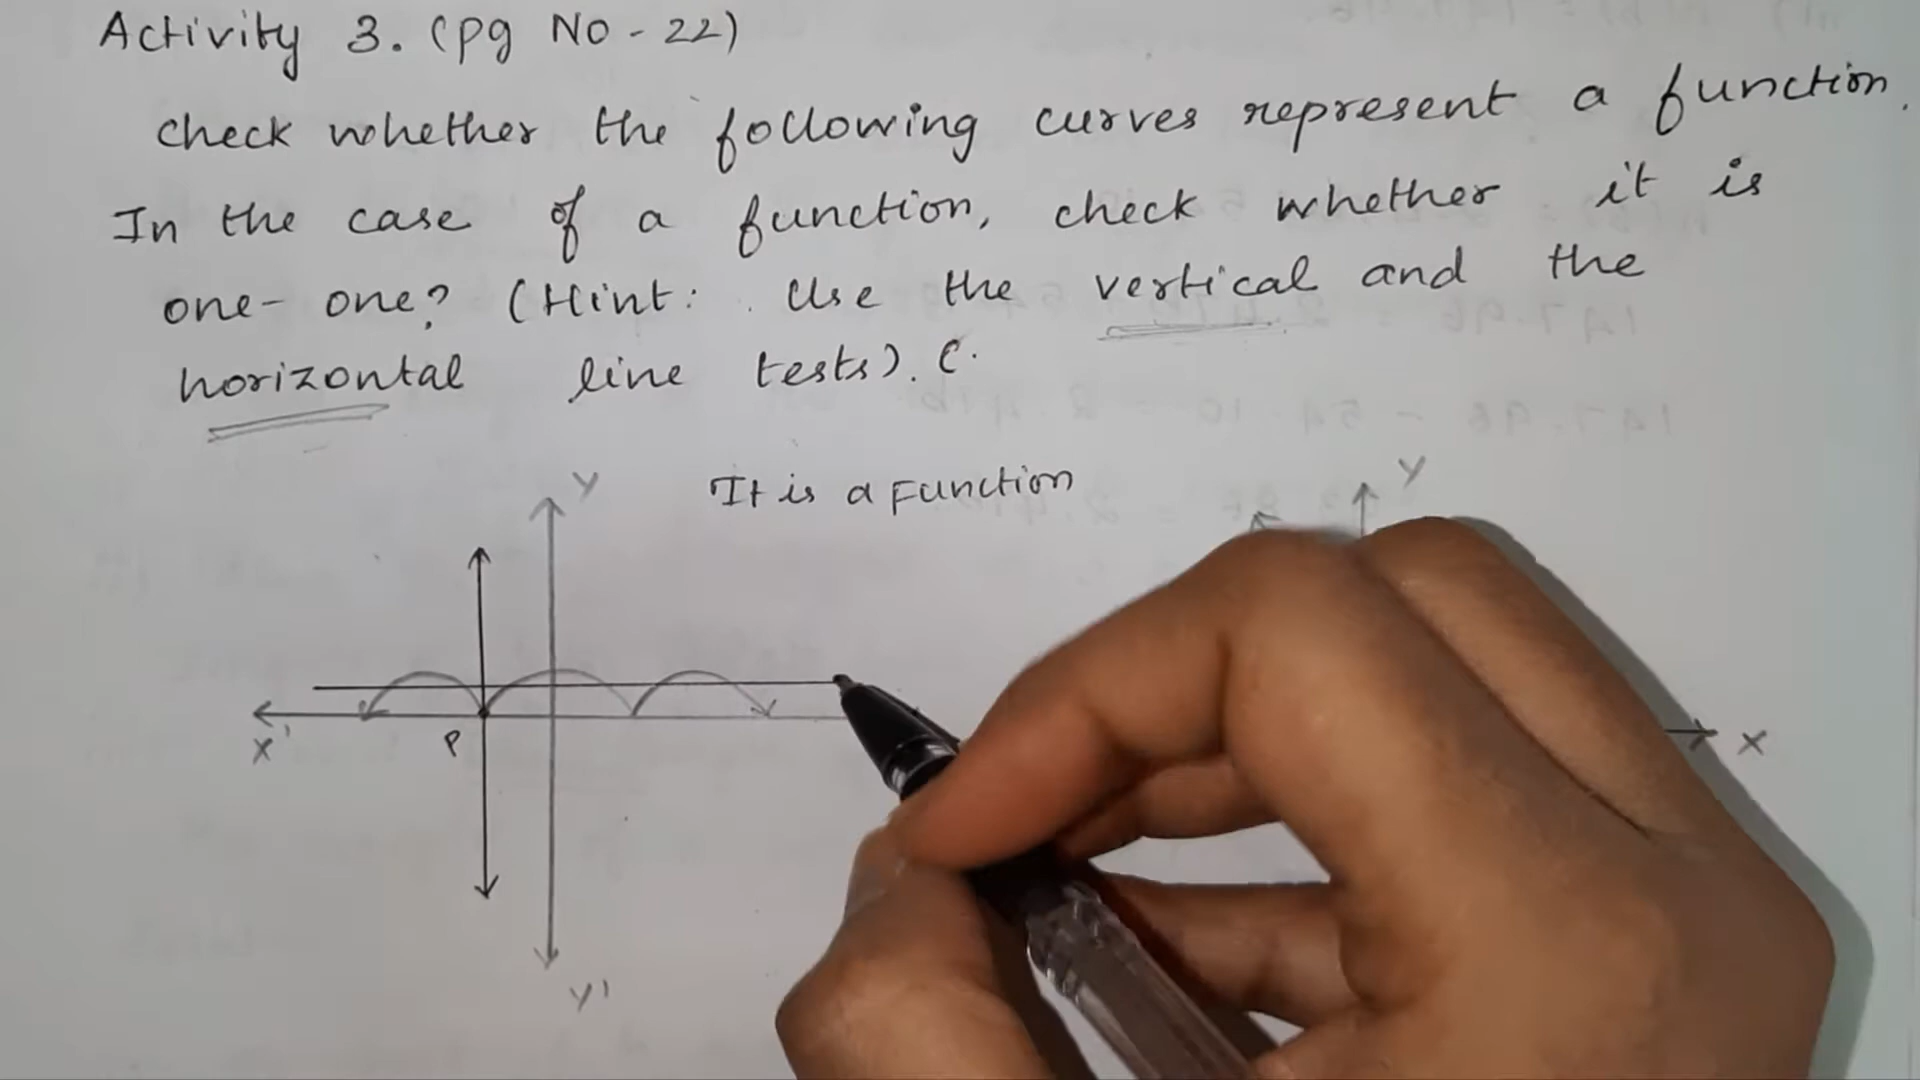 Activity 3. (pg No - 22)
check whether the following curves represent a function.
In the case of a function, check whether it is
one-one? (Hint: Use the vertical and the
horizontal line tests). (.
It is a Function
Y
Y
X'
P
X
Y'